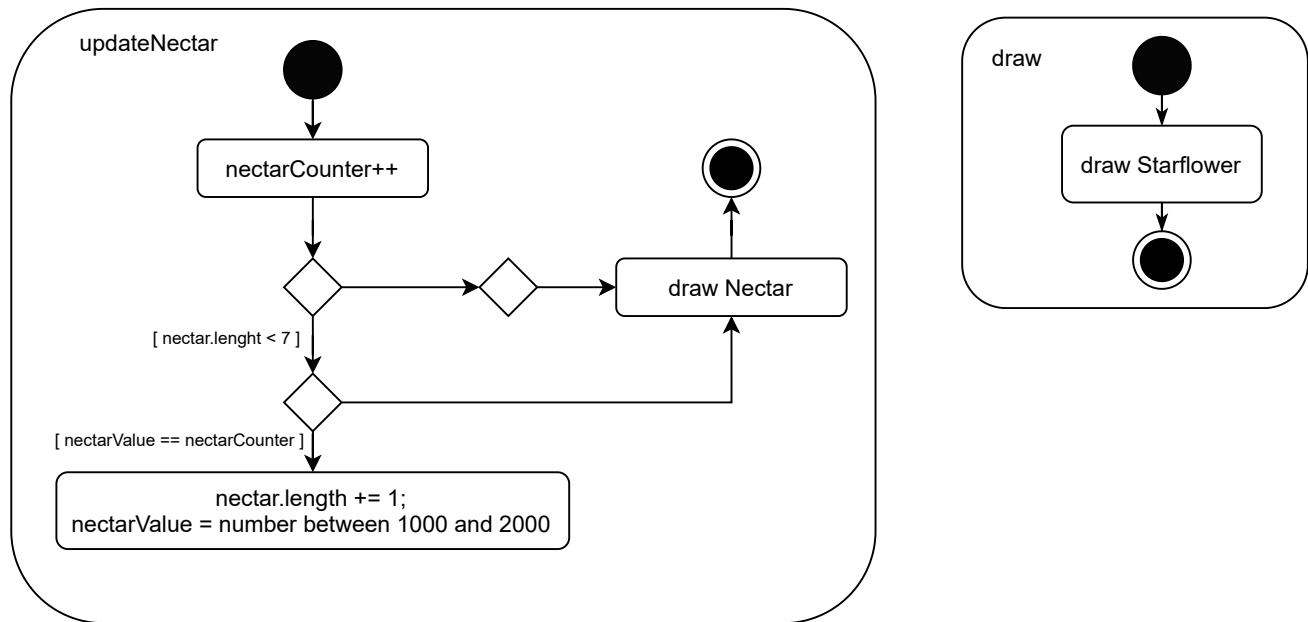 updateNectar
nectarCounter++
draw Nectar
[ nectar.lenght < 7 ]
[ nectarValue == nectarCounter ]
nectar.length += 1;
nectarValue = number between 1000 and 2000
draw
draw Starflower